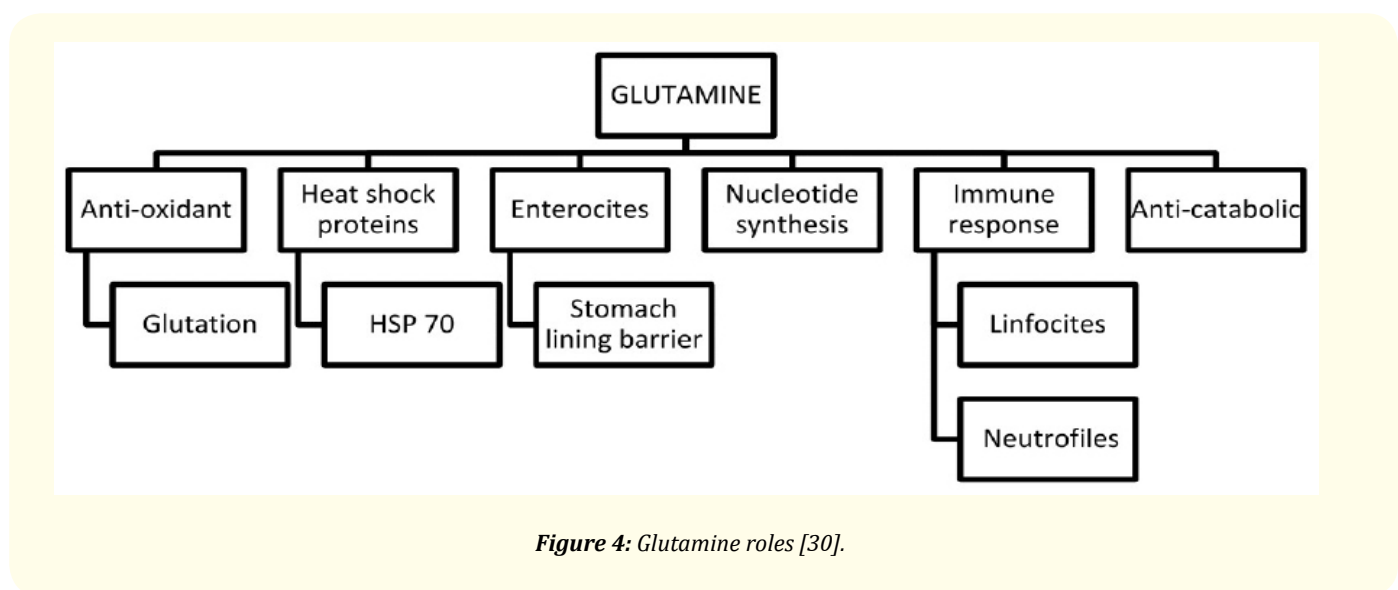 GLUTAMINE
Anti-oxidant
Heat shock
proteins
Enterocites
Nucleotide
synthesis
Immune
response
Anti-catabolic
Glutation
HSP 70
Stomach
lining barrier
Linfocites
Neutrofiles
Figure 4: Glutamine roles [30].